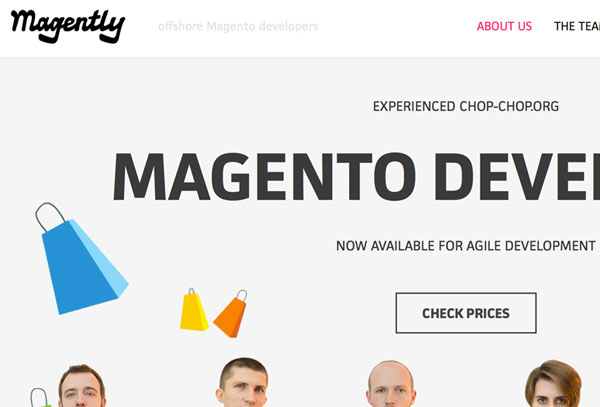 Magently
offshore Magento developers
ABOUT US
THE TEA
EXPERIENCED CHOP-CHOP.ORG
MAGENTO DEVE
NOW AVAILABLE FOR AGILE DEVELOPMENT
CHECK PRICES